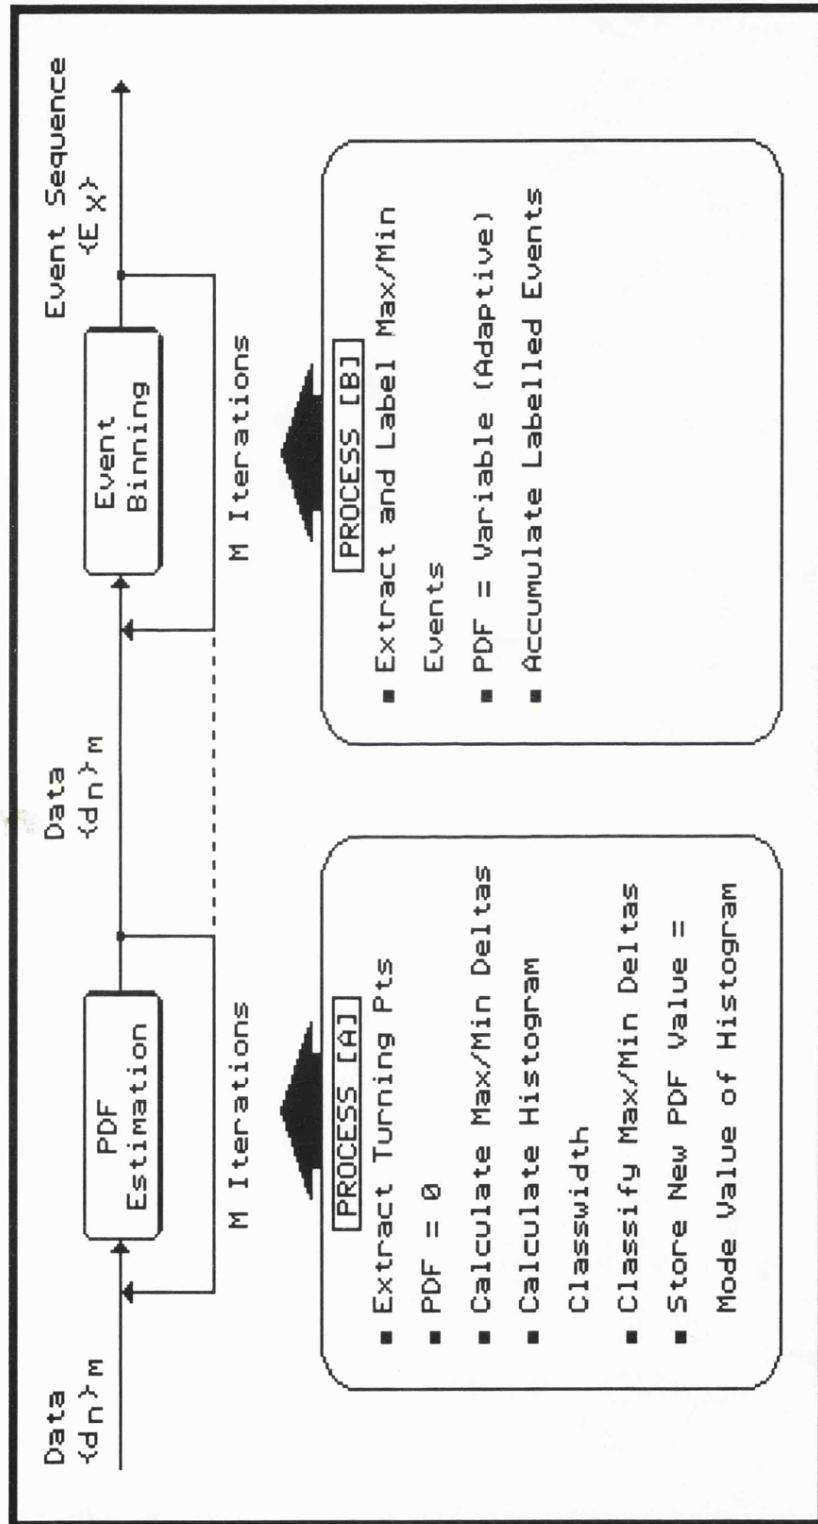 Data
{dn}m
PDF
Estimation
M Iterations
Data
{dn}m
Event
Binning
M Iterations
Event Sequence
{Ex}
PROCESS [A]
▪ Extract Turning Pts
▪ PDF = 0
▪ Calculate Max/Min Deltas
▪ Calculate Histogram
Classwidth
▪ Classify Max/Min Deltas
▪ Store New PDF Value =
Mode Value of Histogram
PROCESS [B]
▪ Extract and Label Max/Min
Events
▪ PDF = Variable (Adaptive)
▪ Accumulate Labelled Events